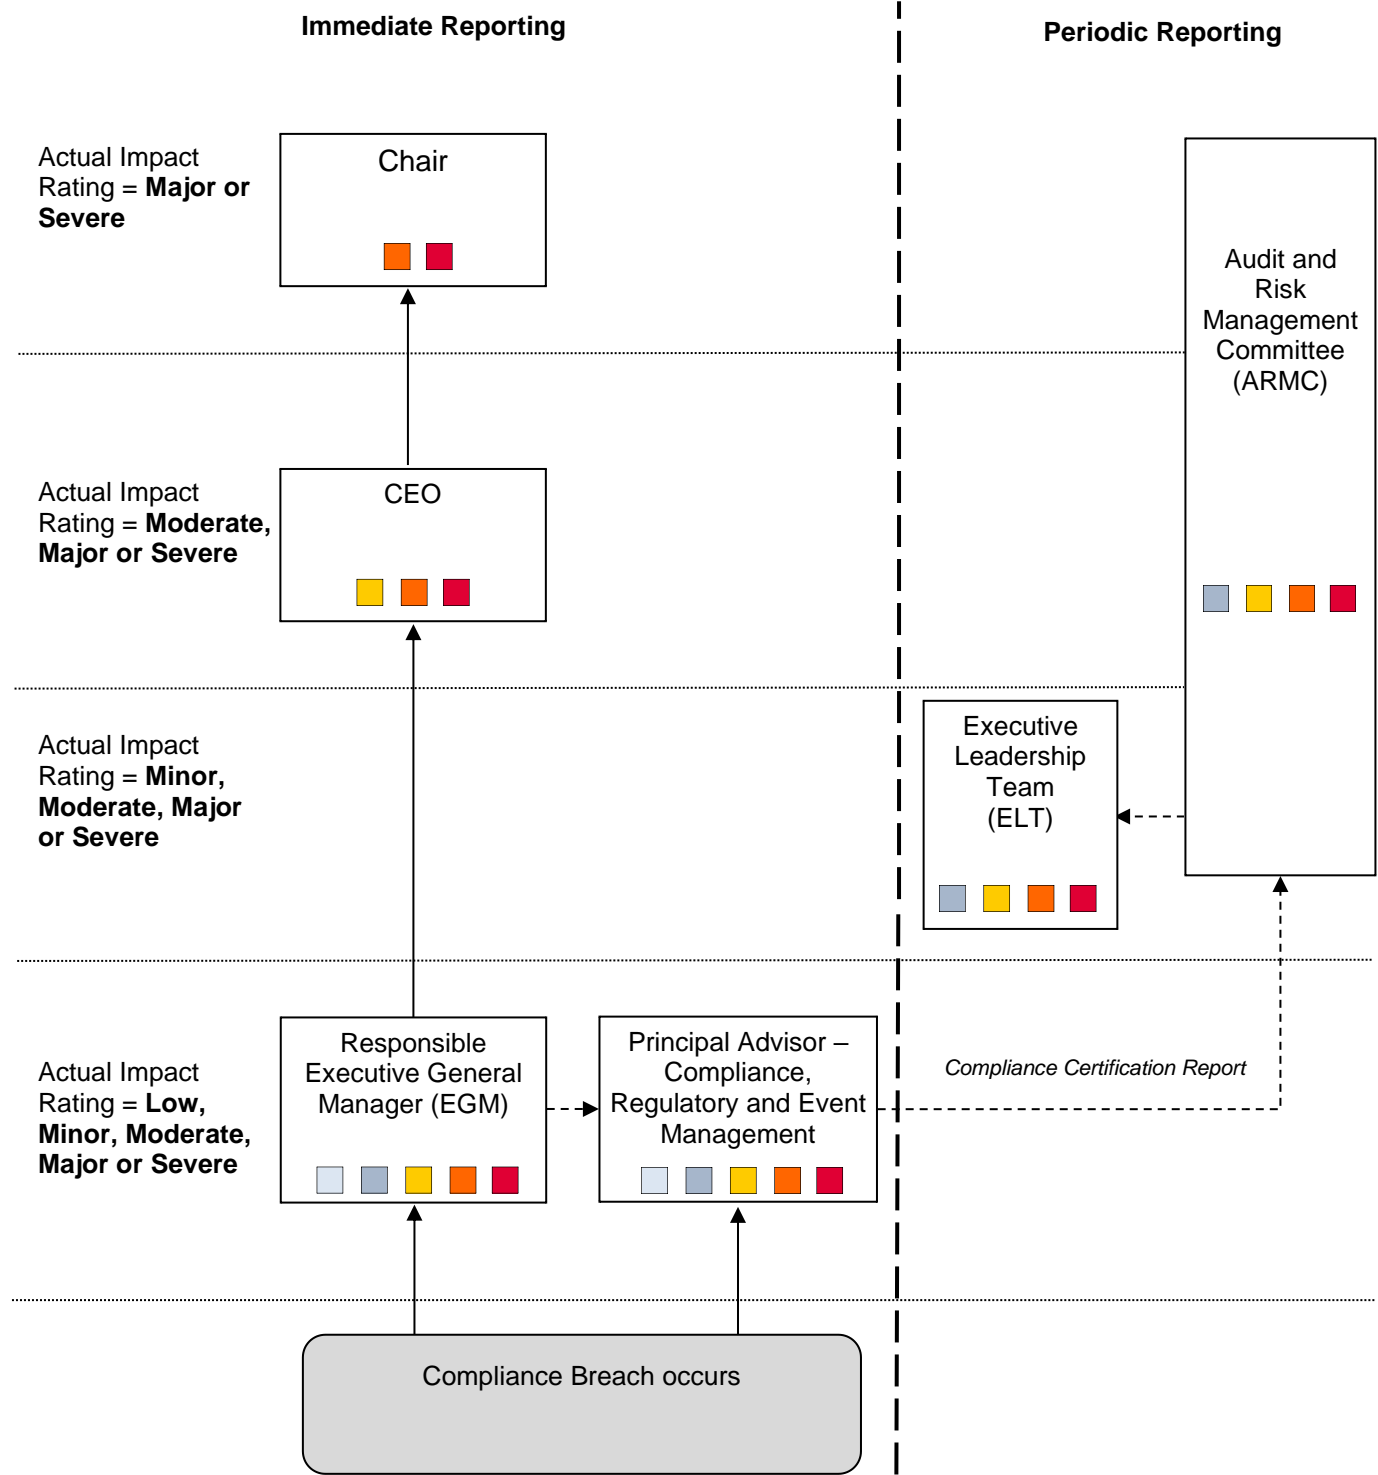 Immediate Reporting
Periodic Reporting
Actual Impact
Rating = Major or
Severe
Chair
Audit and
Risk
Management
Committee
(ARMC)
Actual Impact
Rating = Moderate,
Major or Severe
CEO
Actual Impact
Rating = Minor,
Moderate, Major
or Severe
Executive
Leadership
Team
(ELT)
Actual Impact
Rating = Low,
Minor, Moderate,
Major or Severe
Responsible
Executive General
Manager (EGM)
Principal Advisor –
Compliance,
Regulatory and Event
Management
Compliance Certification Report
Compliance Breach occurs